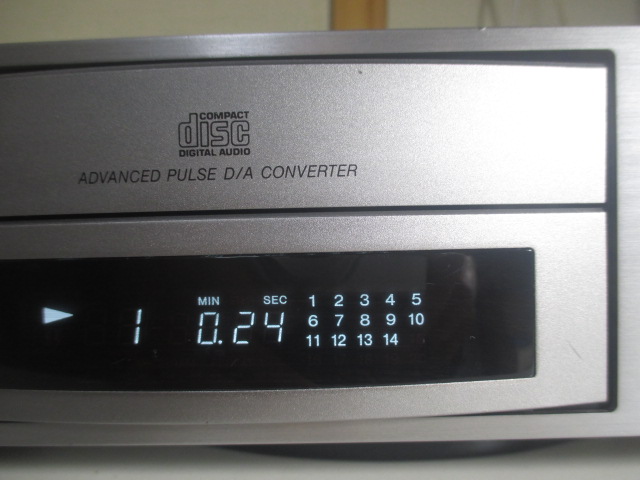 COMPACT
disc
DIGITAL AUDIO
ADVANCED PULSE D/A CONVERTER
MIN SEC 1 2 3 4 5
1 0.24 6 7 8 9 10
11 12 13 14